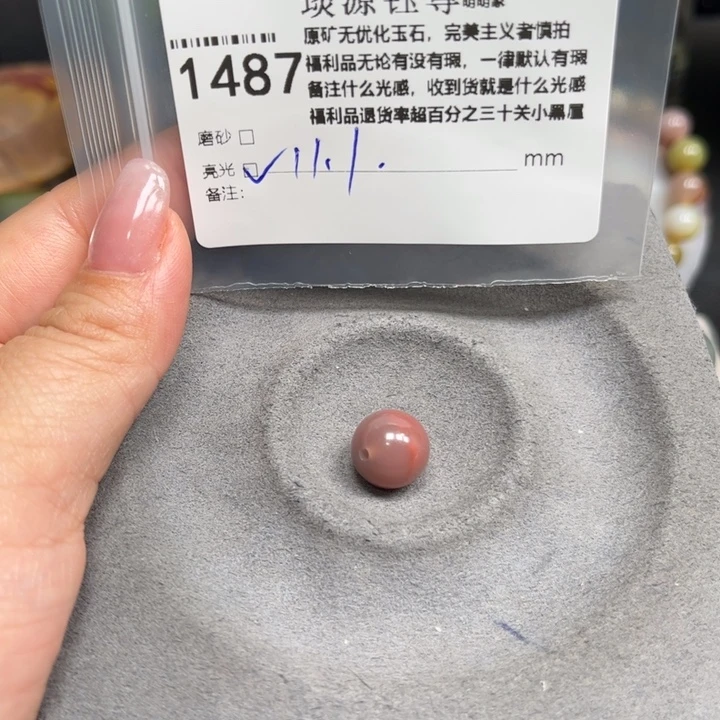 原矿无优化玉石，完美主义者慎拍
1487
福利品无论有没有瑕，一律默认有瑕
备注什么光感，收到货就是什么光感
福利品退货率超百分之三十关小黑屋
磨砂 □
亮光 ☑ 11.1 mm
备注：